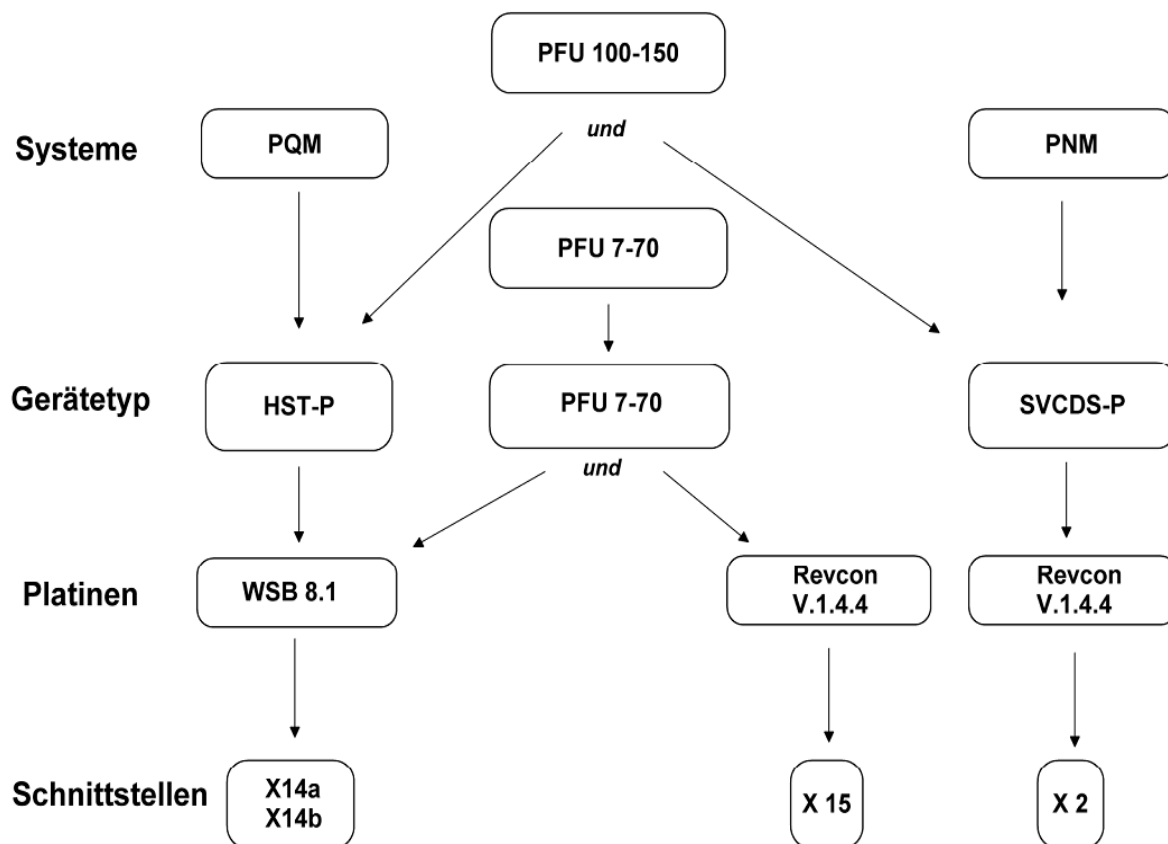 PFU 100-150
und
Systeme
PQM
PNM
PFU 7-70
Gerätetyp
HST-P
PFU 7-70
SVCDS-P
und
Platinen
WSB 8.1
Revcon
V.1.4.4
Revcon
V.1.4.4
Schnittstellen
X14a
X14b
X 15
X 2